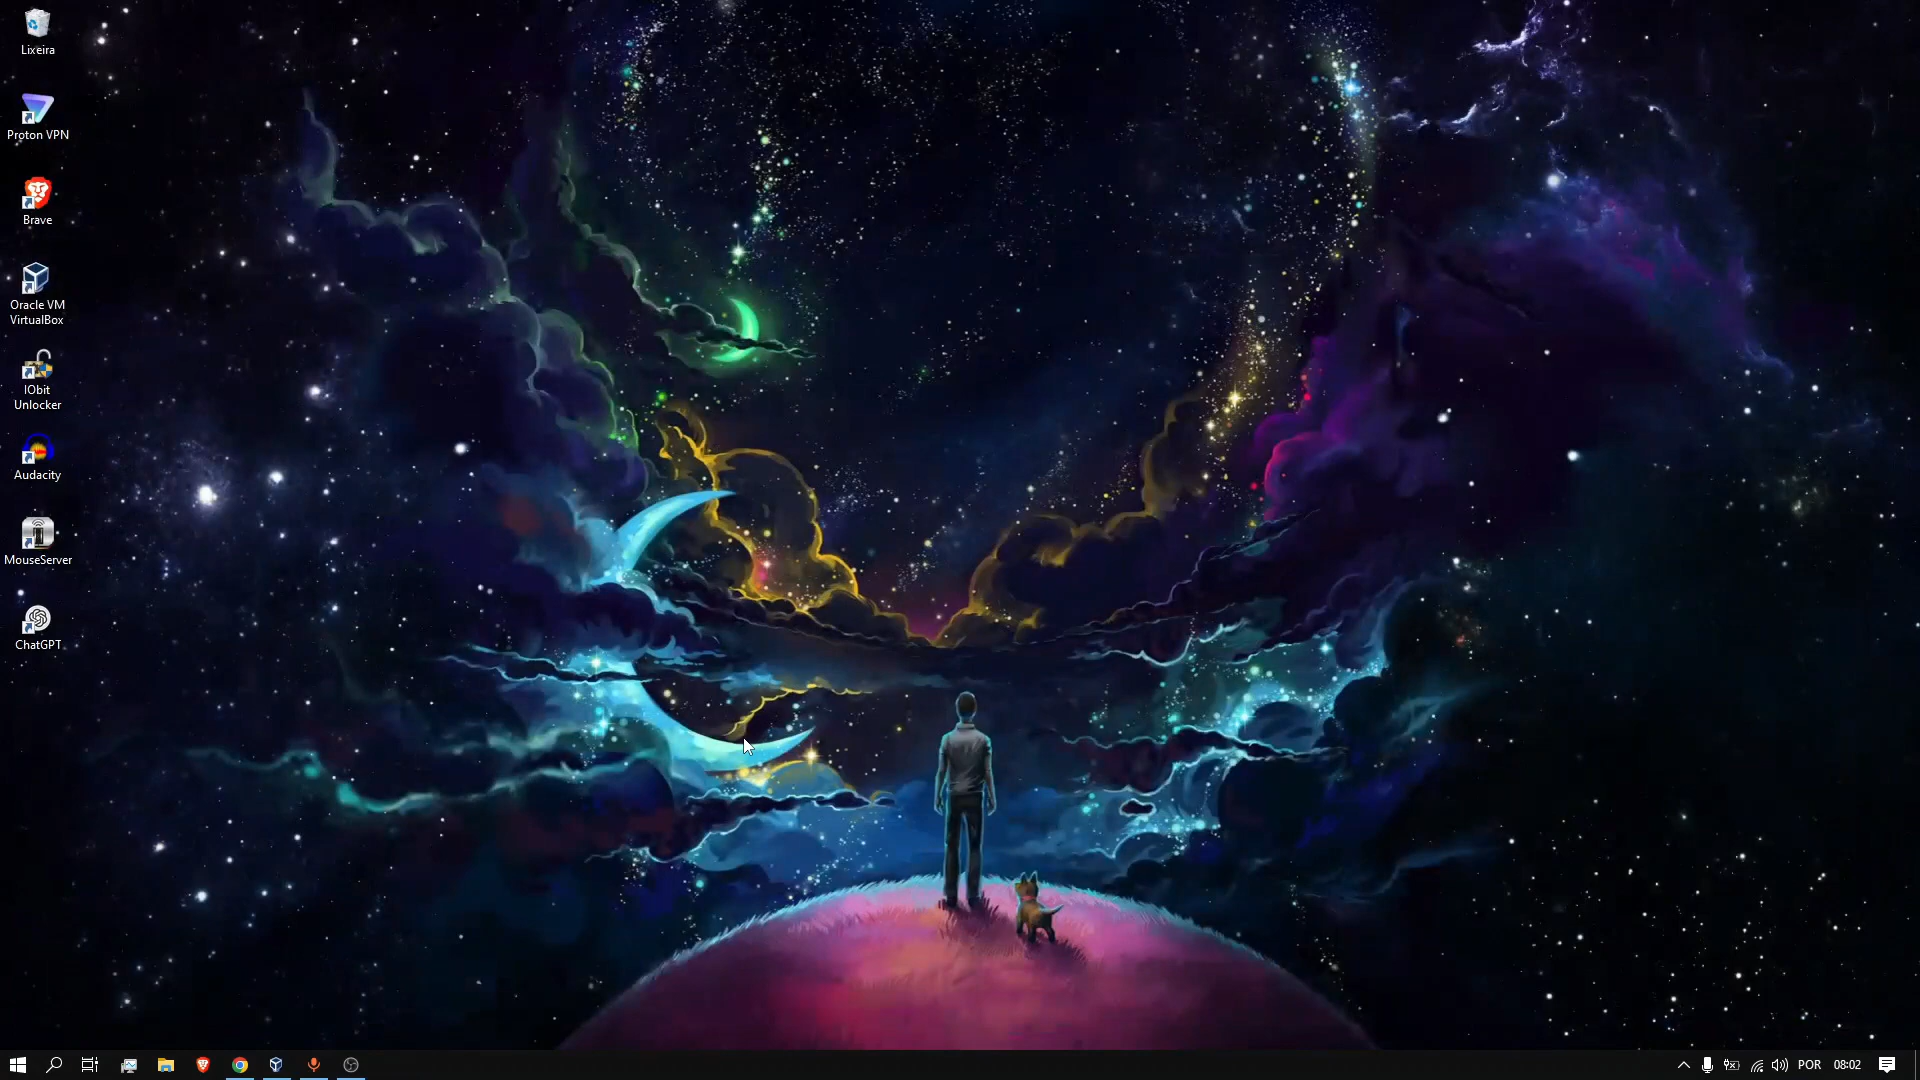 Lixeira
Proton VPN
Brave
Oracle VM
VirtualBox
IObit
Unlocker
Audacity
MouseServer
ChatGPT
POR
08:02